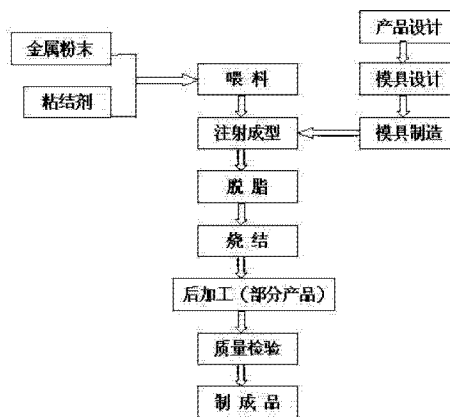 产品设计
金属粉末
模具设计
喂料
粘结剂
模具制造
注射成型
脱脂
烧结
后加工（部分产品）
质量检验
制成品